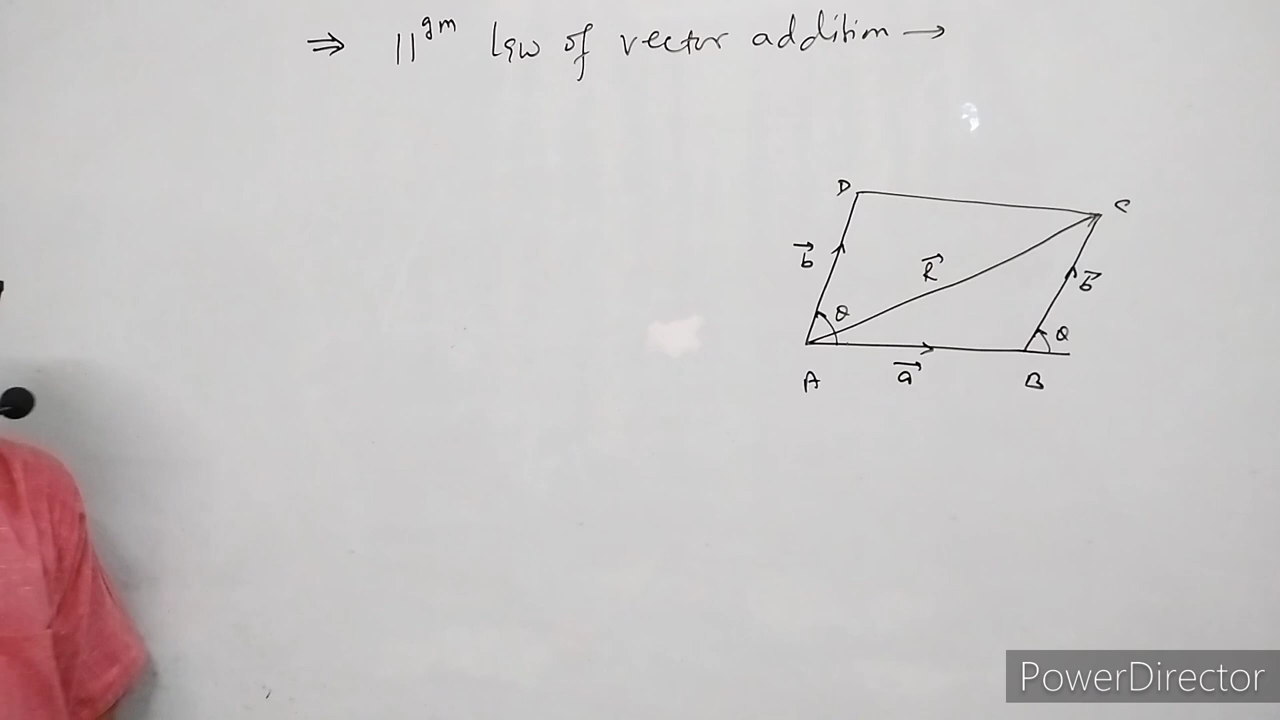 ⇒ ||gm Law of vector addition →
D
C
b⃗
R⃗
b⃗
θ
θ
A
a⃗
B
PowerDirector